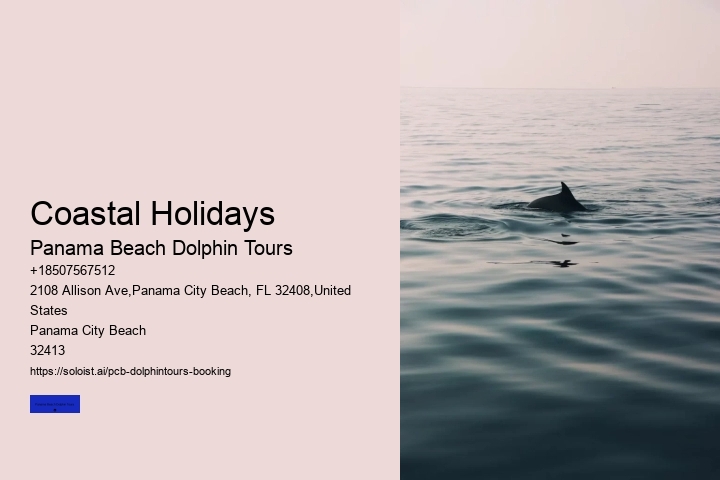 Coastal Holidays
Panama Beach Dolphin Tours
+18507567512
2108 Allison Ave,Panama City Beach, FL 32408,United
States
Panama City Beach
32413
https://soloist.ai/pcb-dolphintours-booking